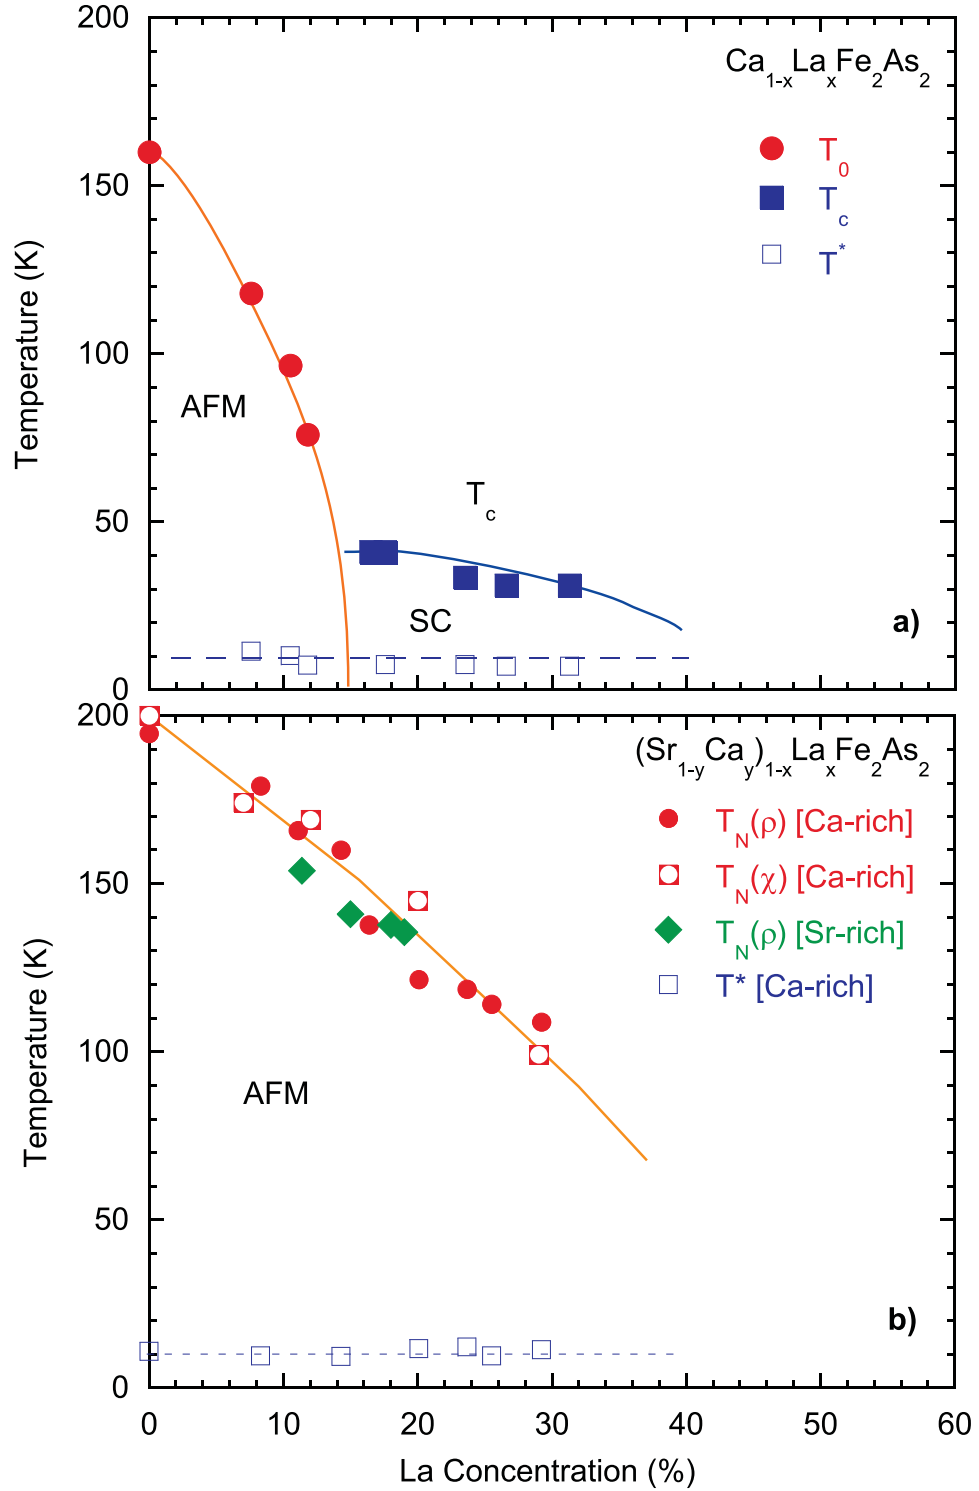 200
150
100
50
0
Temperature (K)
Ca1-xLaxFe2As2
T0
Tc
T*
AFM
Tc
SC
a)
200
150
100
50
0
Temperature (K)
(Sr1-yCay)1-xLaxFe2As2
TN(ρ) [Ca-rich]
TN(χ) [Ca-rich]
TN(ρ) [Sr-rich]
T* [Ca-rich]
AFM
b)
0 10 20 30 40 50 60
La Concentration (%)